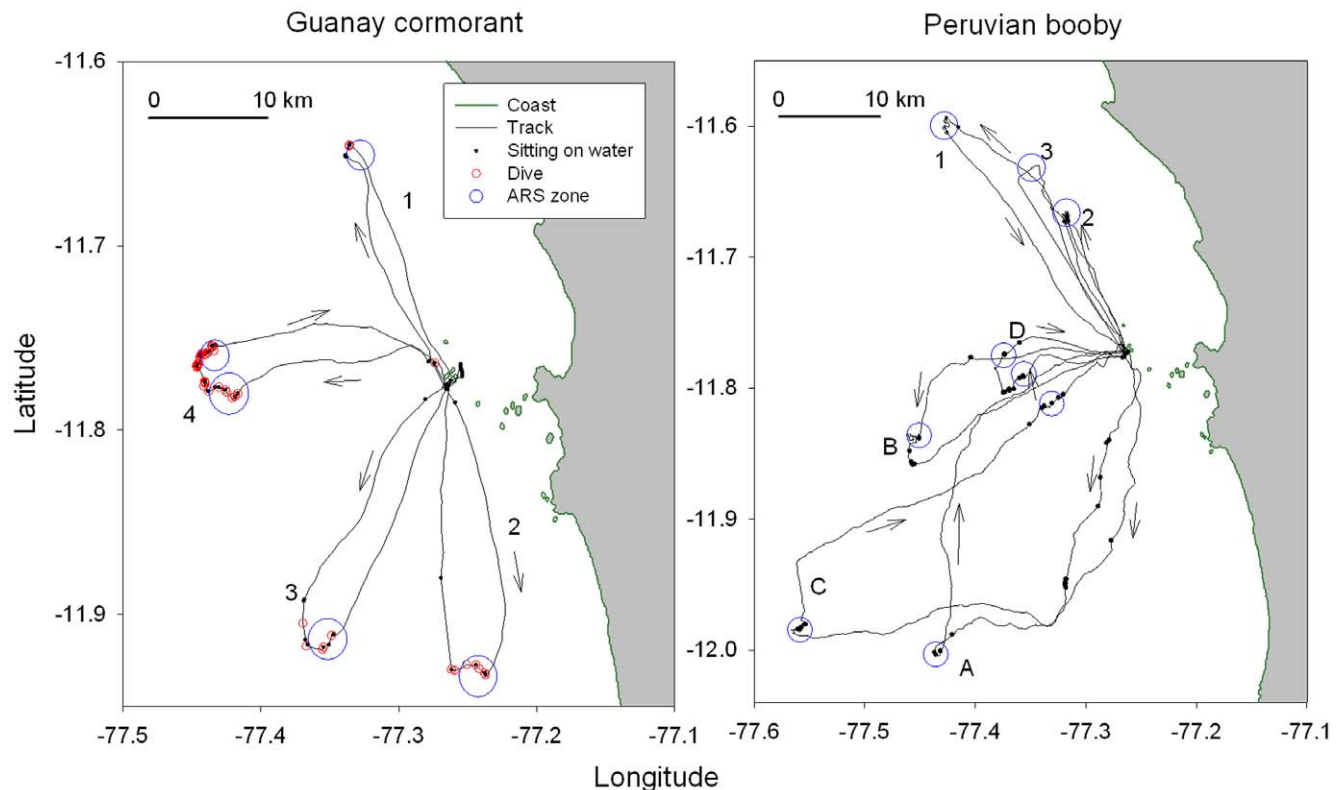 Guanay cormorant
Peruvian booby
-11.6
-11.7
-11.8
-11.9
-77.5
-77.4
-77.3
-77.2
-77.1
Latitude
0 10 km
Coast
Track
Sitting on water
Dive
ARS zone
1
4
2
3
-11.6
-11.7
-11.8
-11.9
-12.0
-77.6
-77.5
-77.4
-77.3
-77.2
-77.1
0 10 km
1
3
2
D
B
C
A
Longitude